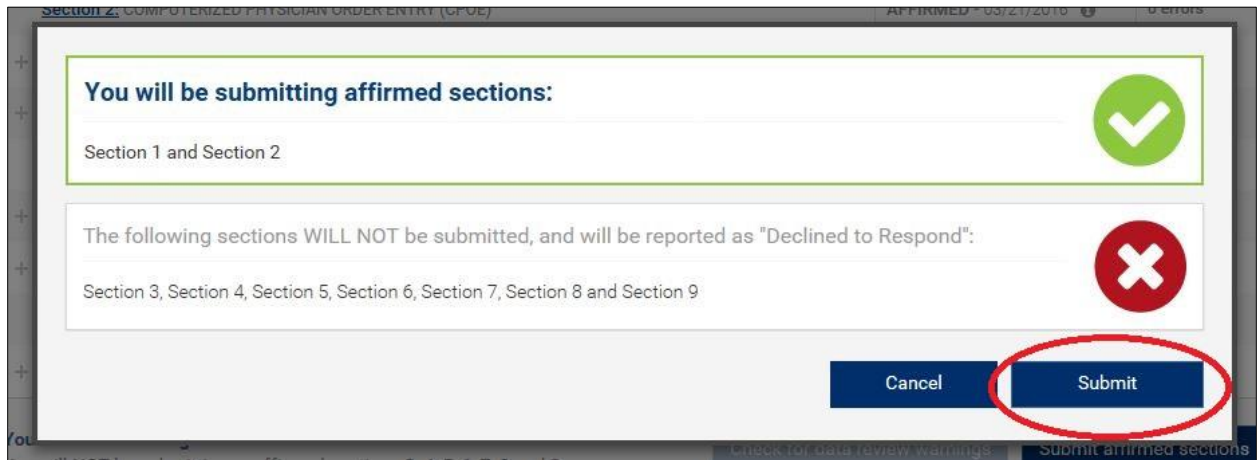 Section 2: COMPUTERIZED PHYSICIAN ORDER ENTRY (CPOE) AFFIRMED - 03/21/2016 0 errors
You will be submitting affirmed sections:
Section 1 and Section 2
The following sections WILL NOT be submitted, and will be reported as "Declined to Respond":
Section 3, Section 4, Section 5, Section 6, Section 7, Section 8 and Section 9
Cancel Submit
You
Check for data review warnings Submit affirmed sections